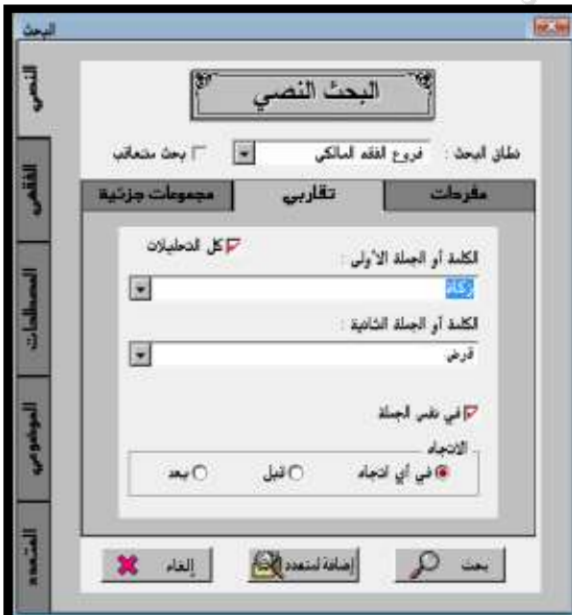 البحث
البحث النصي
نطاق البحث : فروع الفقه المالكي بحث متعاقب
مفردات تقاربي مجموعات جزئية
كل التحليلات
الكلمة أو الجملة الأولى :
زكاة
الكلمة أو الجملة الثانية :
قرض
في نفس الجملة
الاتجاه
في أي اتجاه قبل بعد
بحث إضافة لمتعدد إلغاء
النصي
الفقهي
المصطلحات
الموضوعي
المتعدد